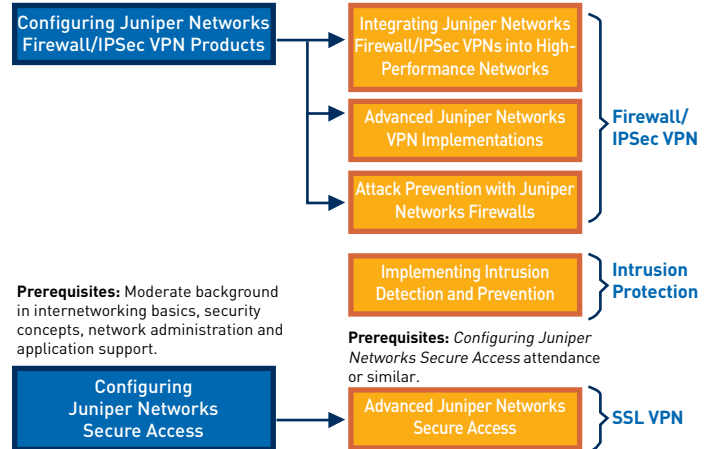 Configuring Juniper Networks
Firewall/IPSec VPN Products
Integrating Juniper Networks
Firewall/IPSec VPNs into High-
Performance Networks
Advanced Juniper Networks
VPN Implementations
Attack Prevention with Juniper
Networks Firewalls
Firewall/
IPSec VPN
Implementing Intrusion
Detection and Prevention
Intrusion
Protection
Prerequisites: Moderate background
in internetworking basics, security
concepts, network administration and
application support.
Prerequisites: Configuring Juniper
Networks Secure Access attendance
or similar.
Configuring
Juniper Networks
Secure Access
Advanced Juniper Networks
Secure Access
SSL VPN